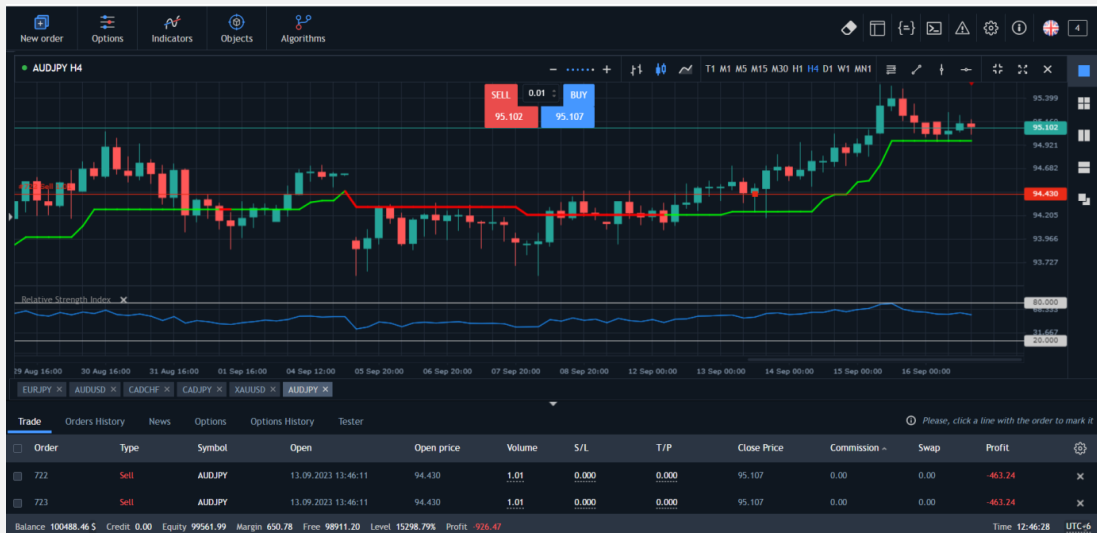 New order Options Indicators Objects Algorithms 4
AUDJPY H4 T1 M1 M5 M15 M30 H1 H4 D1 W1 MN1
SELL 0.01 BUY
95.102 95.107
95.399
95.102
94.921
94.682
94.430
94.205
93.966
93.727
Relative Strength Index
80.000
21.667
20.000
29 Aug 16:00 30 Aug 16:00 31 Aug 16:00 01 Sep 16:00 04 Sep 12:00 05 Sep 20:00 06 Sep 20:00 07 Sep 20:00 08 Sep 20:00 12 Sep 00:00 13 Sep 00:00 14 Sep 00:00 15 Sep 00:00 16 Sep 00:00
EURJPY × AUDUSD × CADCHF × CADJPY × XAUUSD × AUDJPY ×
Trade Orders History News Options Options History Tester Please, click a line with the order to mark it
Order Type Symbol Open Open price Volume S/L T/P Close Price Commission Swap Profit
722 Sell AUDJPY 13.09.2023 13:46:11 94.430 1.01 0.000 0.000 95.107 0.00 0.00 -463.24
723 Sell AUDJPY 13.09.2023 13:46:11 94.430 1.01 0.000 0.000 95.107 0.00 0.00 -463.24
Balance 100488.46 $ Credit 0.00 Equity 99561.99 Margin 650.78 Free 98911.20 Level 15298.79% Profit -926.47 Time 12:46:28 UTC+6